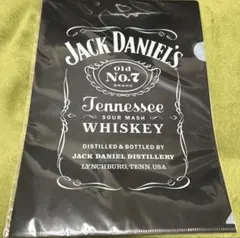 JACK DANIEL'S
Old
No.7
BRAND
Tennessee
SOUR MASH
WHISKEY
DISTILLED & BOTTLED BY
JACK DANIEL DISTILLERY
LYNCHBURG, TENN. USA